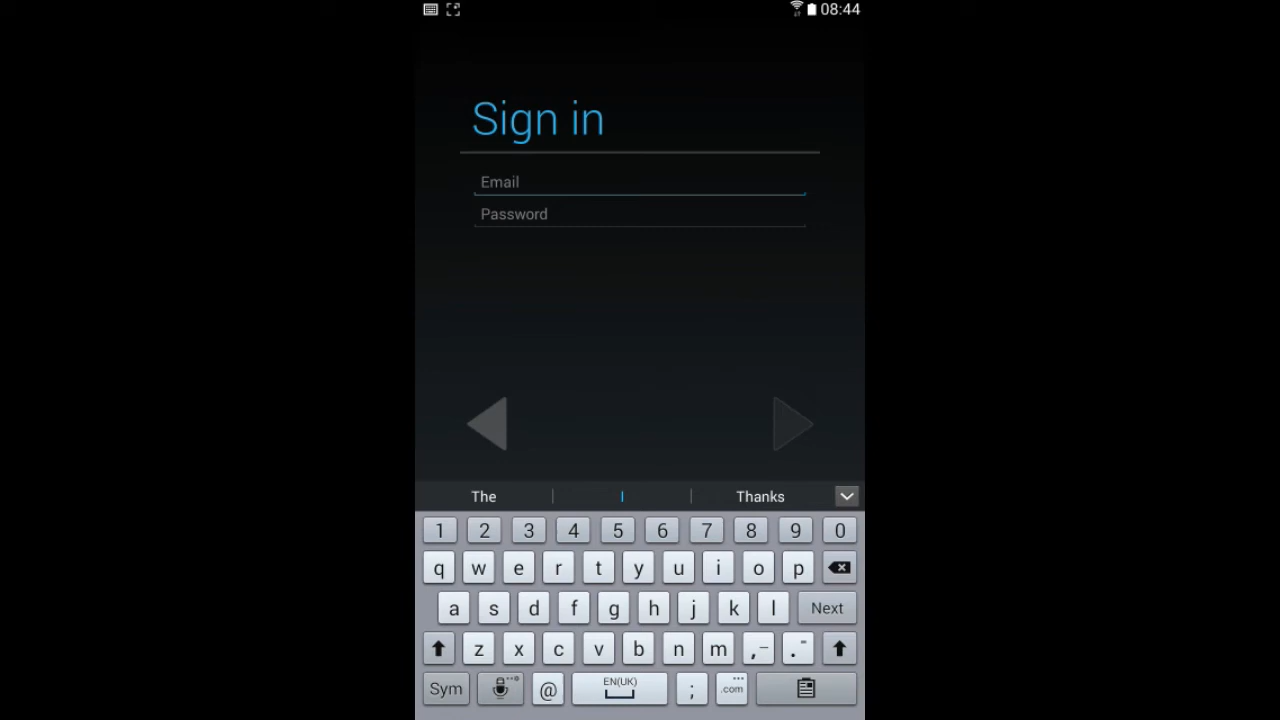 08:44
Sign in
Email
Password
The I Thanks
1 2 3 4 5 6 7 8 9 0
q w e r t y u i o p
a s d f g h j k l Next
z x c v b n m ,- .-
Sym @ EN(UK) ; .com